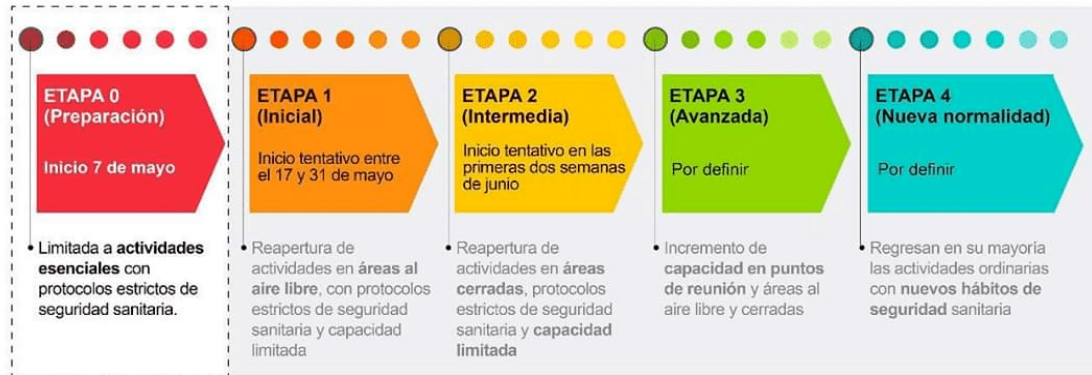 ETAPA 0
(Preparación)
Inicio 7 de mayo
Limitada a actividades
esenciales con
protocolos estrictos de
seguridad sanitaria.
ETAPA 1
(Inicial)
Inicio tentativo entre
el 17 y 31 de mayo
Reapertura de
actividades en áreas al
aire libre, con protocolos
estrictos de seguridad
sanitaria y capacidad
limitada
ETAPA 2
(Intermedia)
Inicio tentativo en las
primeras dos semanas
de junio
Reapertura de
actividades en áreas
cerradas, protocolos
estrictos de seguridad
sanitaria y capacidad
limitada
ETAPA 3
(Avanzada)
Por definir
Incremento de
capacidad en puntos
de reunión y áreas al
aire libre y cerradas
ETAPA 4
(Nueva normalidad)
Por definir
Regresan en su mayoría
las actividades ordinarias
con nuevos hábitos de
seguridad sanitaria